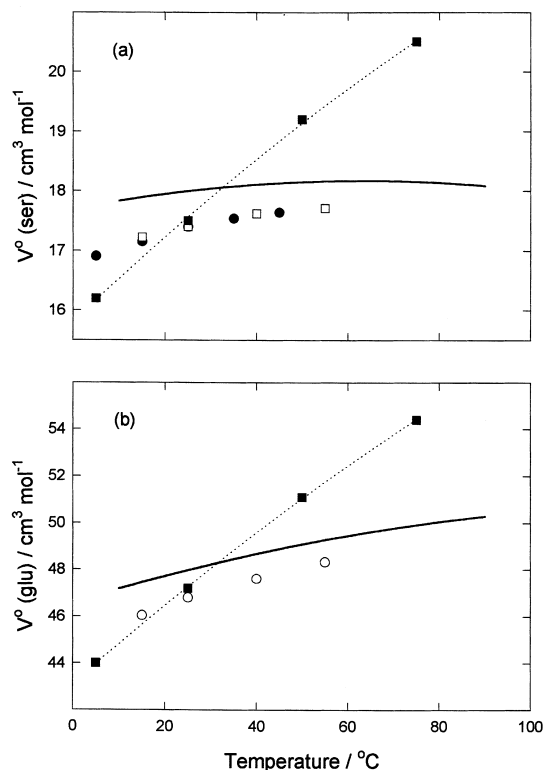 (a)
20
19
18
17
16
V° (ser) / cm³ mol⁻¹
(b)
54
52
50
48
46
44
V° (glu) / cm³ mol⁻¹
0 20 40 60 80 100
Temperature / °C